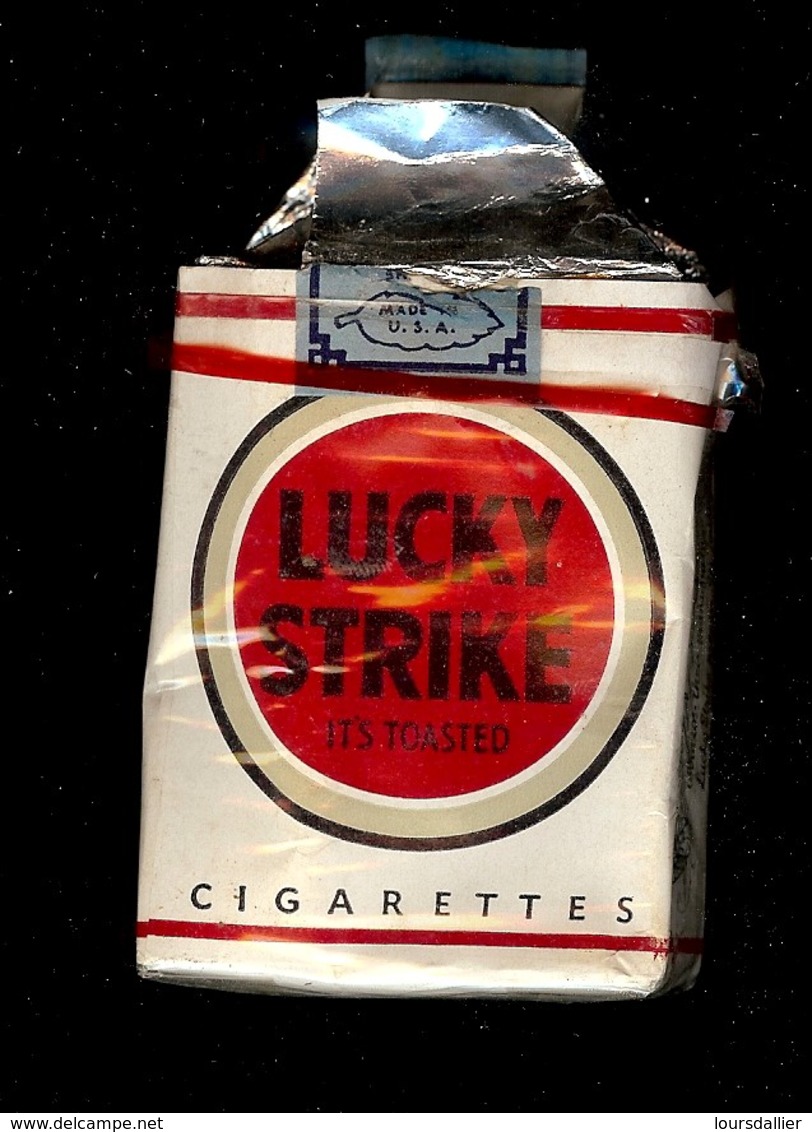 MADE IN
U. S. A.
LUCKY
STRIKE
IT'S TOASTED
CIGARETTES
www.delcampe.net
loursdallier